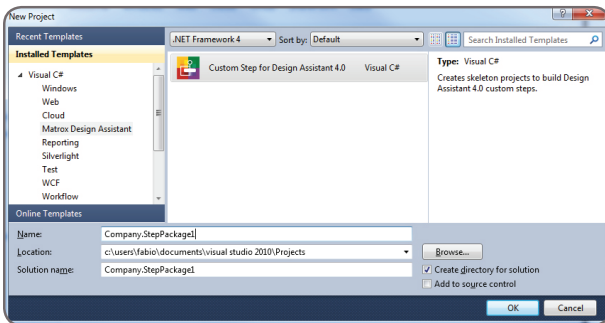 New Project
Recent Templates
.NET Framework 4
Sort by: Default
Search Installed Templates
Installed Templates
Visual C#
Windows
Web
Cloud
Matrox Design Assistant
Reporting
Silverlight
Test
WCF
Workflow
Online Templates
Custom Step for Design Assistant 4.0 Visual C#
Type: Visual C#
Creates skeleton projects to build Design
Assistant 4.0 custom steps.
Name: Company.StepPackage1
Location: c:\users\fabio\documents\visual studio 2010\Projects
Browse...
Solution name: Company.StepPackage1
Create directory for solution
Add to source control
OK Cancel